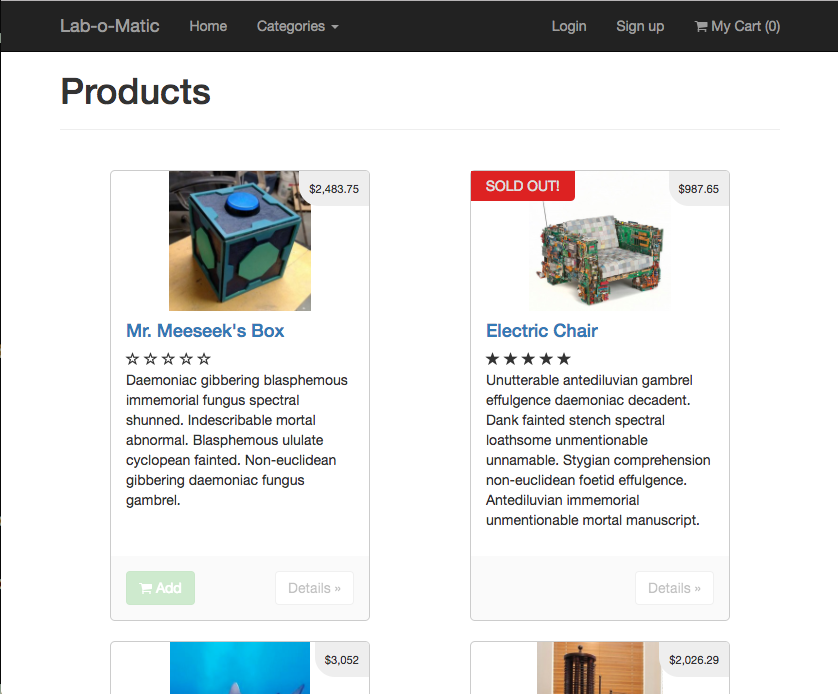 Lab-o-Matic Home Categories Login Sign up My Cart (0)
Products
$2,483.75
Mr. Meeseek's Box
☆ ☆ ☆ ☆ ☆
Daemoniac gibbering blasphemous
immemorial fungus spectral
shunned. Indescribable mortal
abnormal. Blasphemous ululate
cyclopean fainted. Non-euclidean
gibbering daemoniac fungus
gambrel.
Add Details »
SOLD OUT! $987.65
Electric Chair
★ ★ ★ ★ ★
Unutterable antediluvian gambrel
effulgence daemoniac decadent.
Dank fainted stench spectral
loathsome unmentionable
unnamable. Stygian comprehension
non-euclidean foetid effulgence.
Antediluvian immemorial
unmentionable mortal manuscript.
Details »
$3,052
$2,026.29